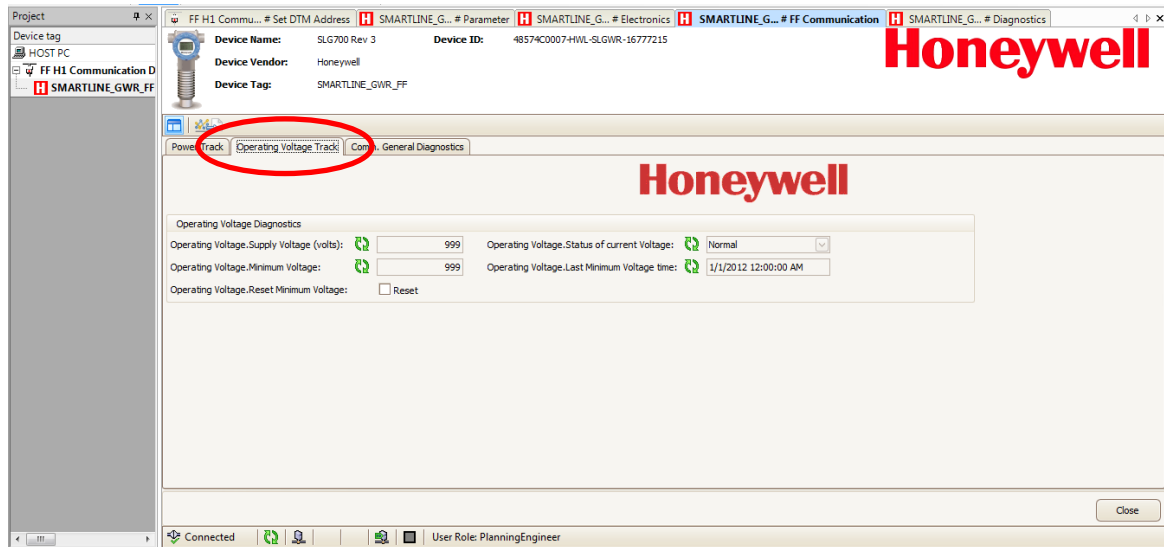 Project
Device tag
HOST PC
FF H1 Communication D
SMARTLINE_GWR_FF
FF H1 Commu... # Set DTM Address
SMARTLINE_G... # Parameter
SMARTLINE_G... # Electronics
SMARTLINE_G... # FF Communication
SMARTLINE_G... # Diagnostics
Device Name: SLG700 Rev 3 Device ID: 48574C0007-HWL-SLGWR-16777215
Device Vendor: Honeywell
Device Tag: SMARTLINE_GWR_FF
Honeywell
Power Track Operating Voltage Track Comm. General Diagnostics
Honeywell
Operating Voltage Diagnostics
Operating Voltage.Supply Voltage (volts): 999 Operating Voltage.Status of current Voltage: Normal
Operating Voltage.Minimum Voltage: 999 Operating Voltage.Last Minimum Voltage time: 1/1/2012 12:00:00 AM
Operating Voltage.Reset Minimum Voltage: Reset
Close
Connected User Role: PlanningEngineer